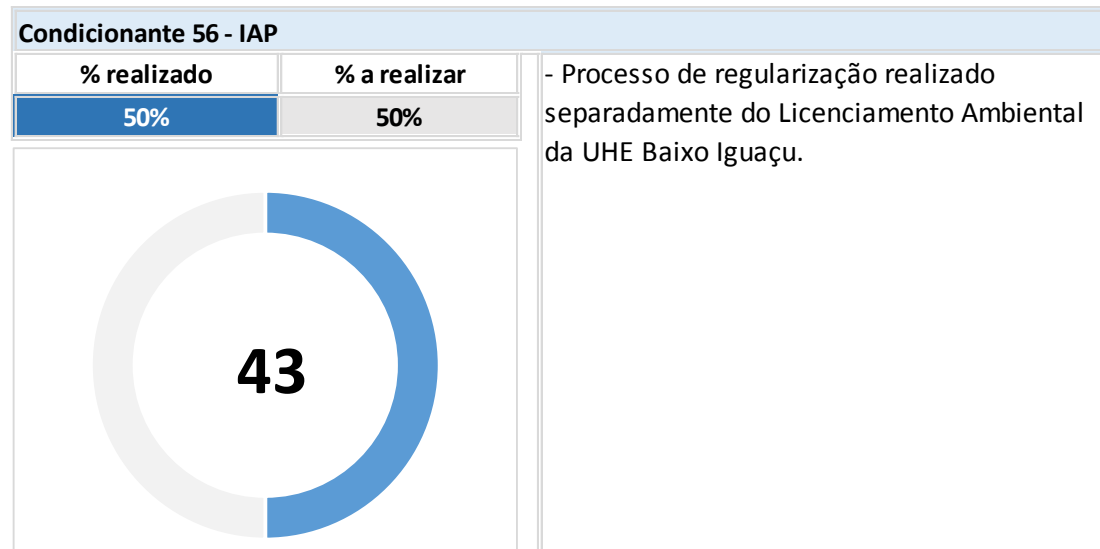 Condicionante 56 - IAP
% realizado % a realizar
50% 50%
- Processo de regularização realizado
separadamente do Licenciamento Ambiental
da UHE Baixo Iguaçu.
43